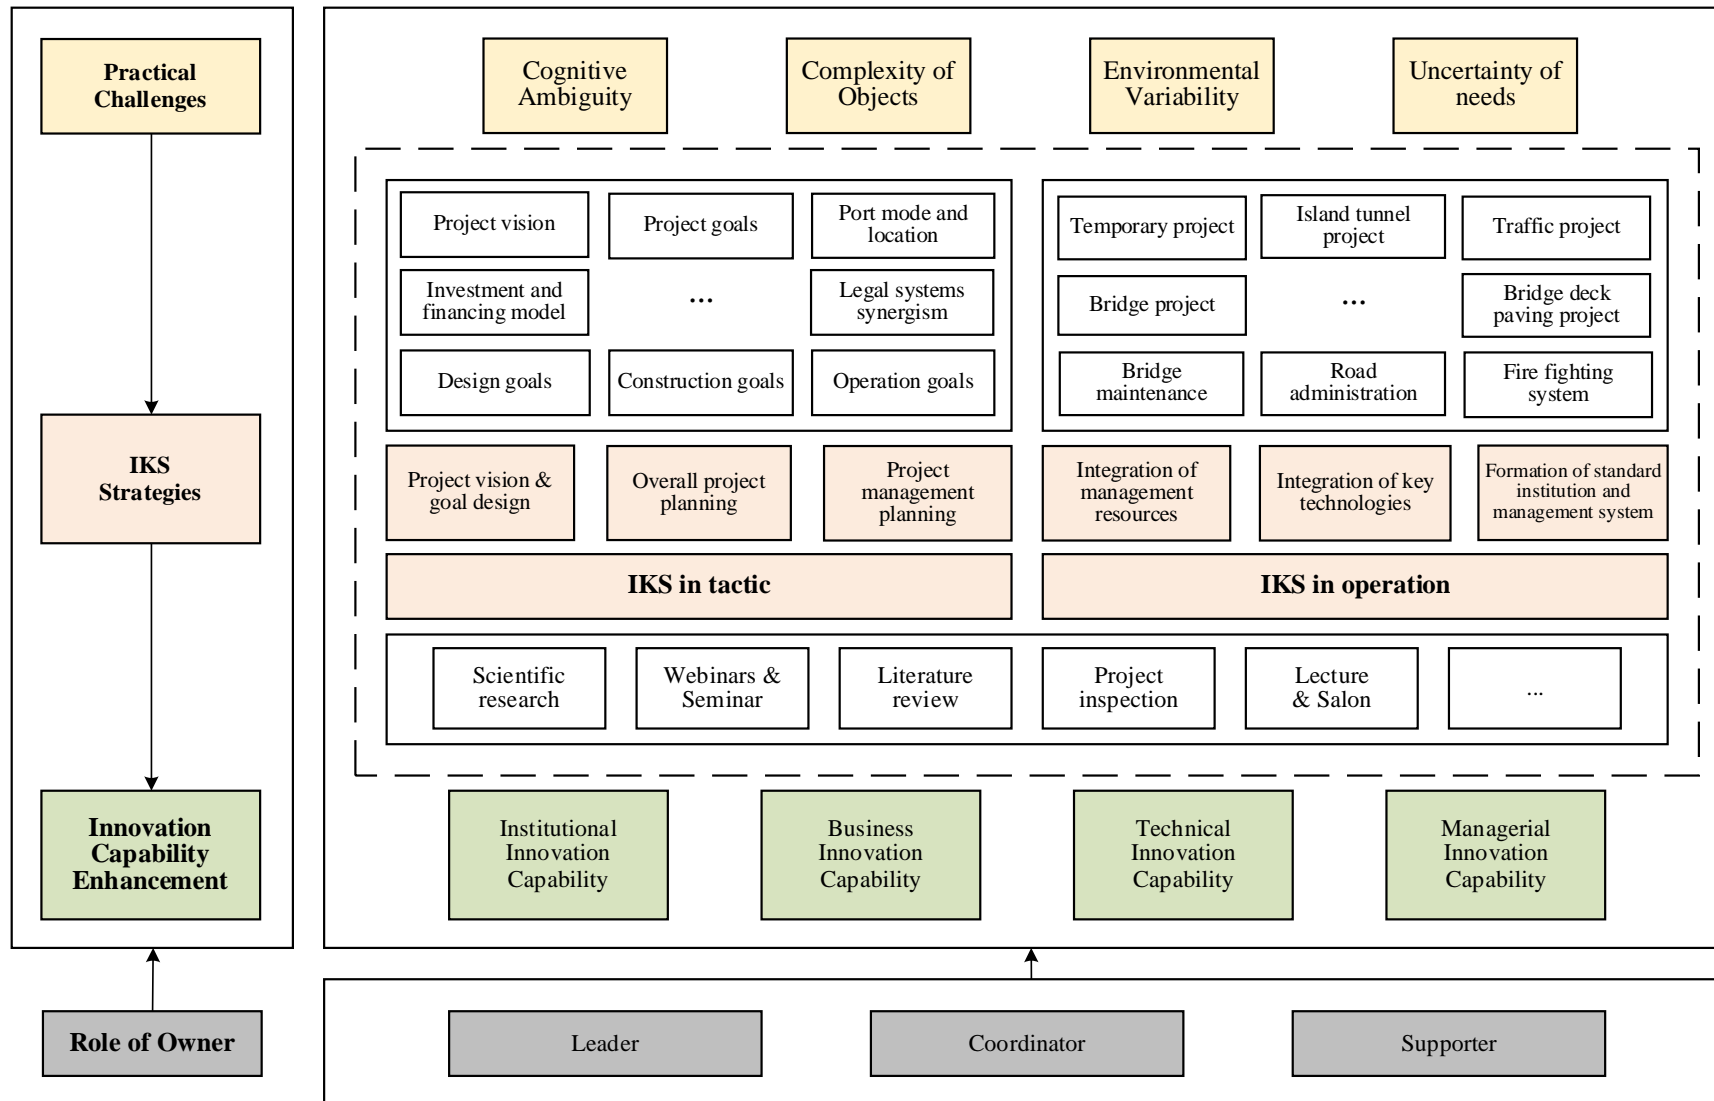 Practical
Challenges
IKS
Strategies
Innovation
Capability
Enhancement
Role of Owner
Cognitive
Ambiguity
Complexity of
Objects
Environmental
Variability
Uncertainty of
needs
Project vision
Project goals
Port mode and
location
Investment and
financing model
...
Legal systems
synergism
Design goals
Construction goals
Operation goals
Temporary project
Island tunnel
project
Traffic project
Bridge project
...
Bridge deck
paving project
Bridge
maintenance
Road
administration
Fire fighting
system
Project vision &
goal design
Overall project
planning
Project
management
planning
Integration of
management
resources
Integration of key
technologies
Formation of standard
institution and
management system
IKS in tactic
IKS in operation
Scientific
research
Webinars &
Seminar
Literature
review
Project
inspection
Lecture
& Salon
...
Institutional
Innovation
Capability
Business
Innovation
Capability
Technical
Innovation
Capability
Managerial
Innovation
Capability
Leader
Coordinator
Supporter